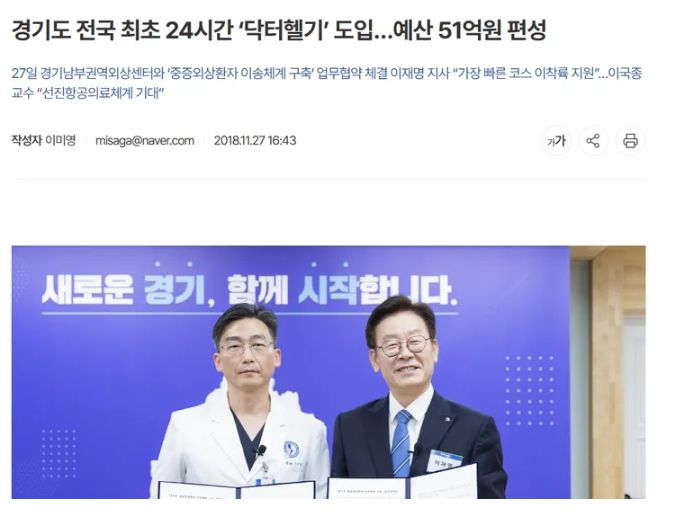 경기도 전국 최초 24시간 ‘닥터헬기’ 도입…예산 51억원 편성
27일 경기남부권역외상센터와 ‘중증외상환자 이송체계 구축’ 업무협약 체결 이재명 지사 “가장 빠른 코스 이착륙 지원”…이국종
교수 “선진항공의료체계 기대”
작성자 이미영 misaga@naver.com 2018.11.27 16:43
가가
새로운 경기, 함께 시작합니다.